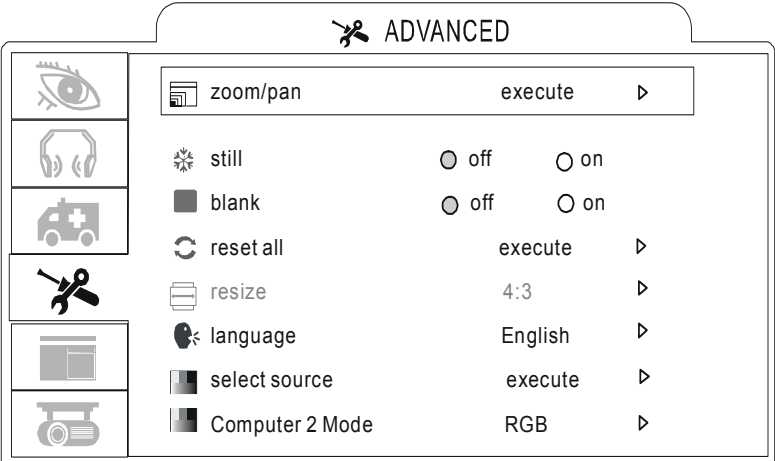 ADVANCED
zoom/pan execute
still off on
blank off on
reset all execute
resize 4:3
language English
select source execute
Computer 2 Mode RGB